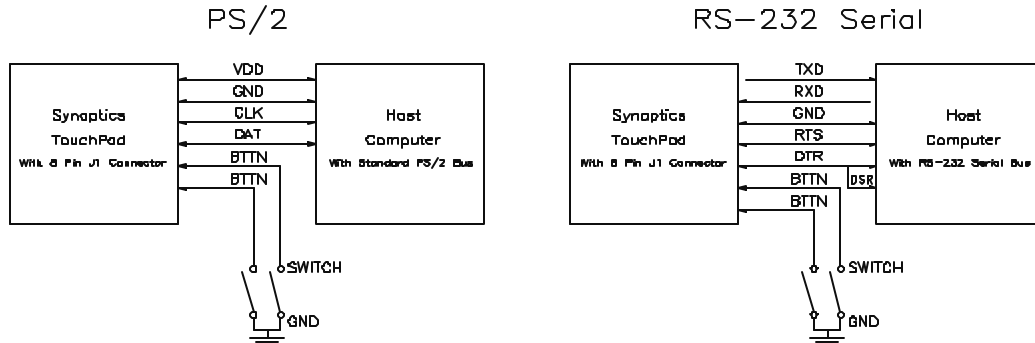 PS/2
VDD
GND
CLK
DAT
BTTN
BTTN
Synaptics
TouchPad
With 8 Pin J1 Connector
Host
Computer
With Standard PS/2 Bus
SWITCH
GND
RS-232 Serial
TXD
RXD
GND
RTS
DTR
BTTN
BTTN
DSR
Synaptics
TouchPad
With 8 Pin J1 Connector
Host
Computer
With RS-232 Serial Bus
SWITCH
GND